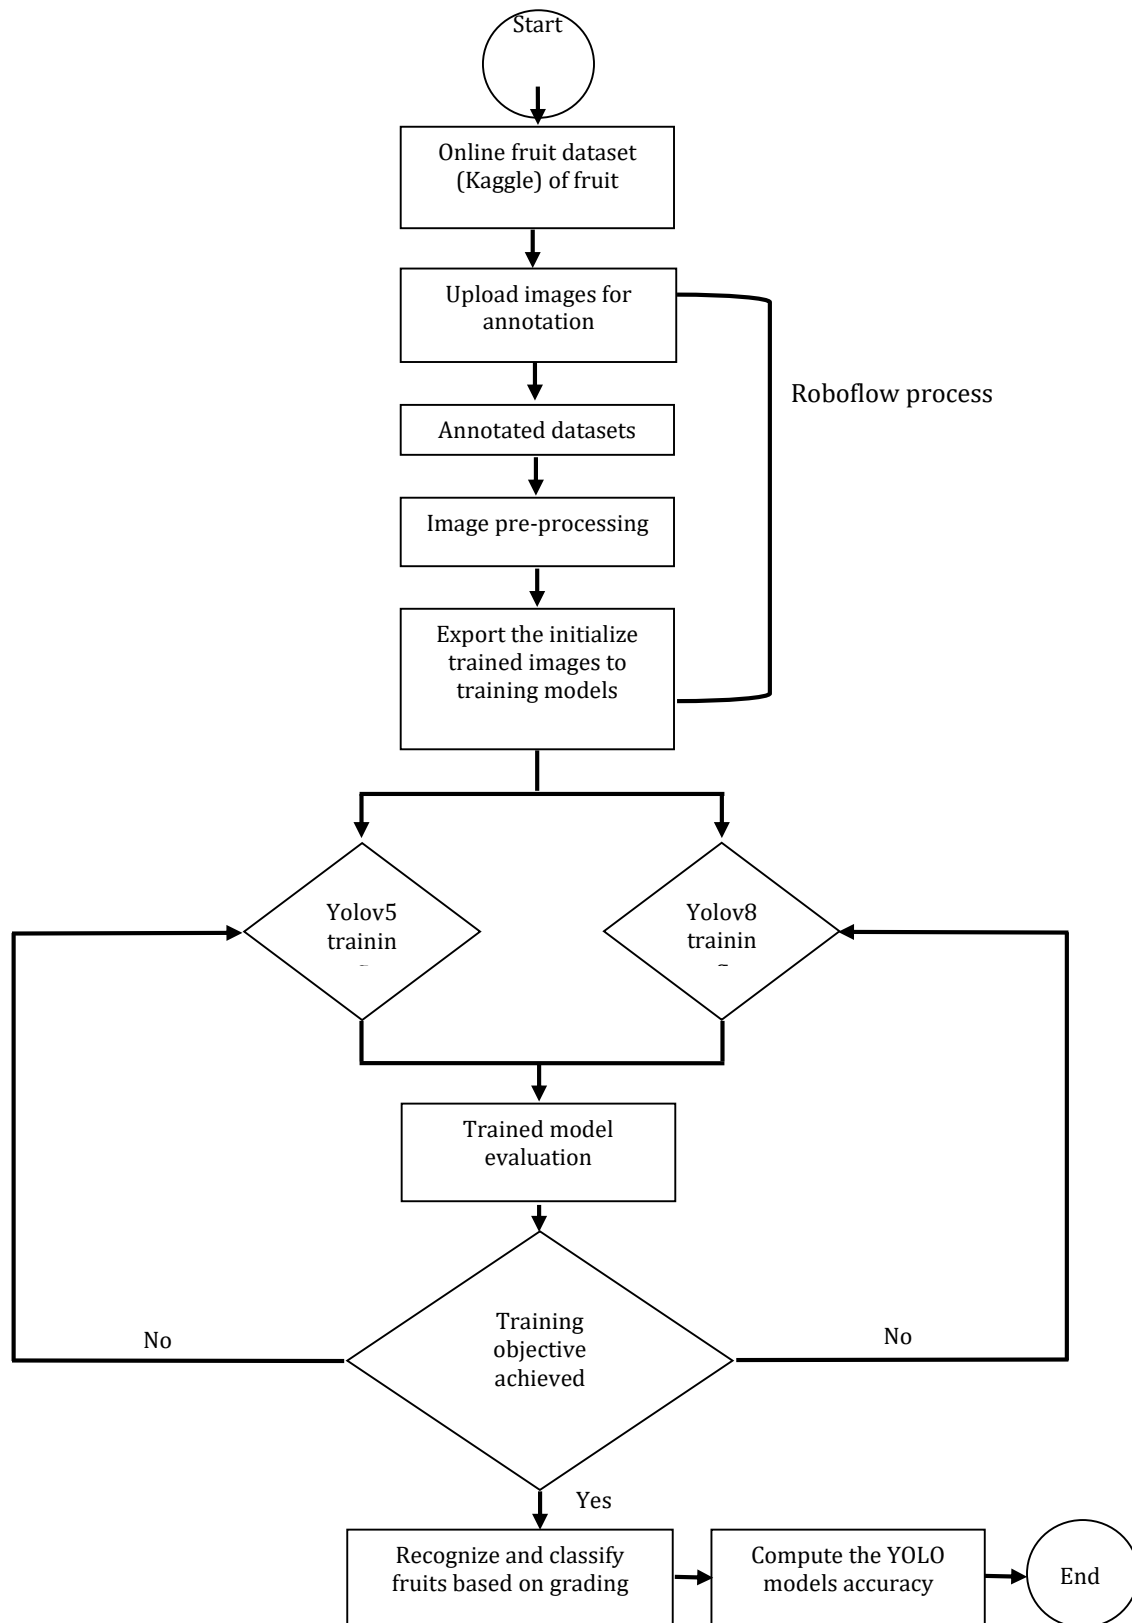 Start
Online fruit dataset
(Kaggle) of fruit
Upload images for
annotation
Roboflow process
Annotated datasets
Image pre-processing
Export the initialize
trained images to
training models
Yolov5
trainin
Yolov8
trainin
Trained model
evaluation
Training
objective
achieved
No
No
Yes
Recognize and classify
fruits based on grading
Compute the YOLO
models accuracy
End